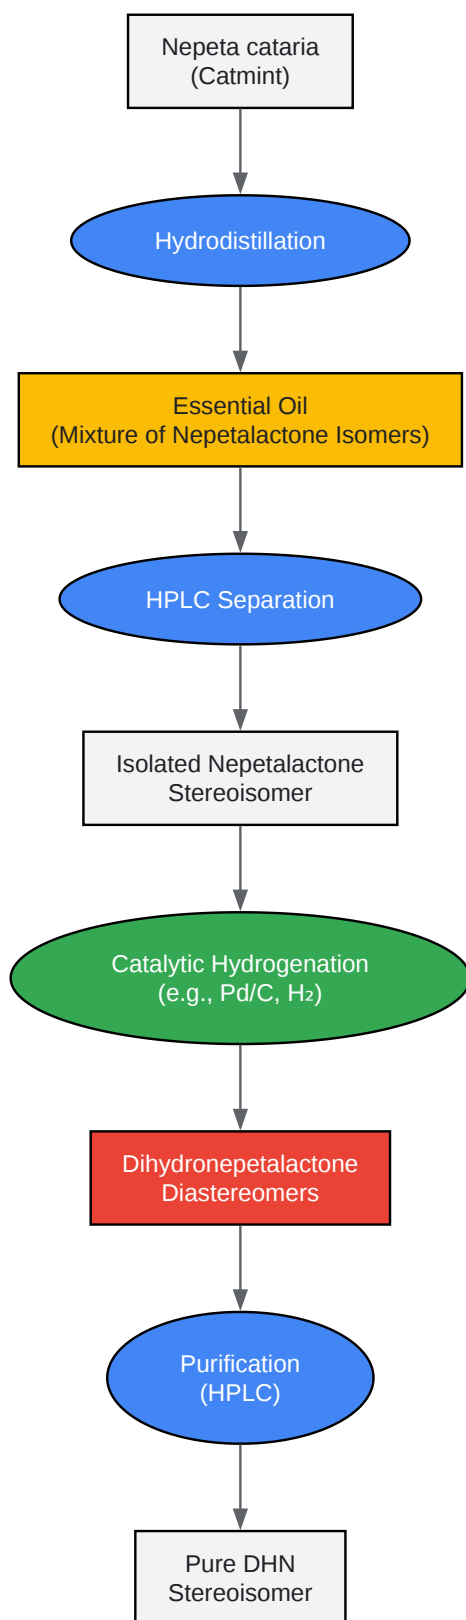 Nepeta cataria
(Catmint)
Hydrodistillation
Essential Oil
(Mixture of Nepetalactone Isomers)
HPLC Separation
Isolated Nepetalactone
Stereoisomer
Catalytic Hydrogenation
(e.g., Pd/C, H₂)
Dihydronepetalactone
Diastereomers
Purification
(HPLC)
Pure DHN
Stereoisomer